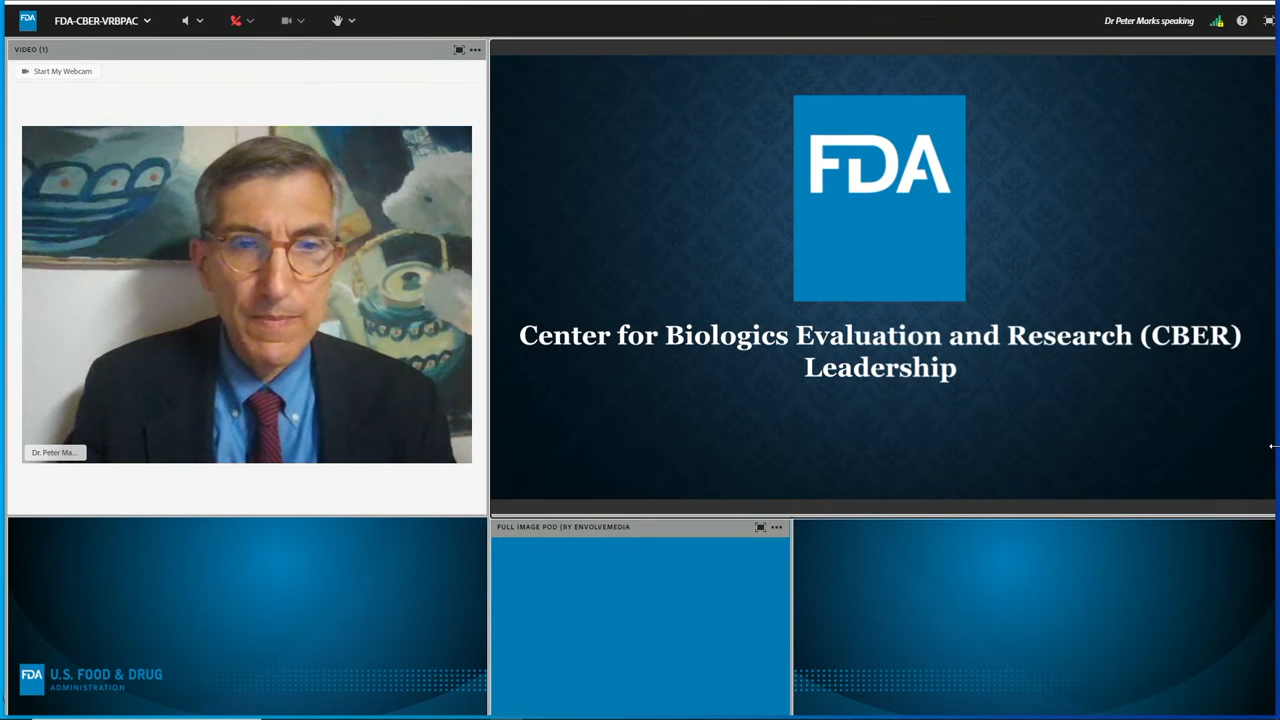 FDA
FDA-CBER-VRBPAC
Dr Peter Marks speaking
VIDEO (1)
Start My Webcam
Dr. Peter Ma...
FDA
Center for Biologics Evaluation and Research (CBER)
Leadership
FULL IMAGE POD (BY ENVOLVEMEDIA
FDA
U.S. FOOD & DRUG
ADMINISTRATION